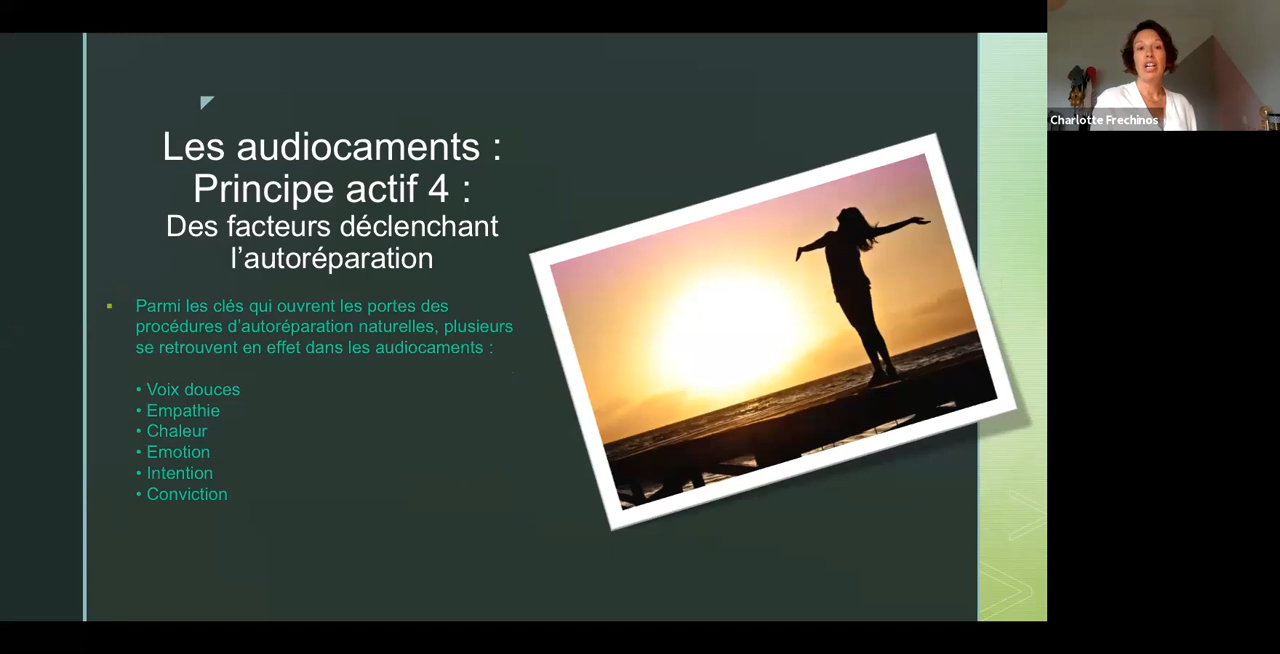 Les audiocaments :
Principe actif 4 :
Des facteurs déclenchant
l’autoréparation
▪ Parmi les clés qui ouvrent les portes des
procédures d’autoréparation naturelles, plusieurs
se retrouvent en effet dans les audiocaments :
• Voix douces
• Empathie
• Chaleur
• Emotion
• Intention
• Conviction
Charlotte Frechinos